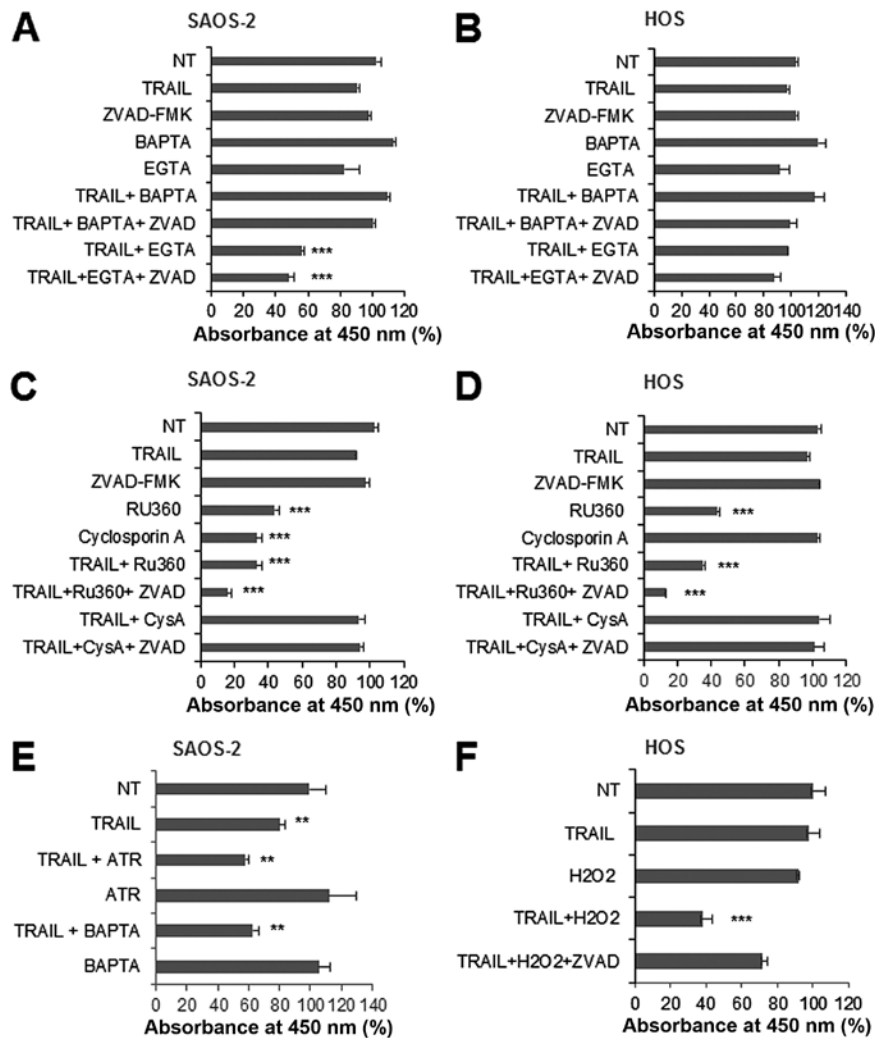 A
SAOS-2
NT
TRAIL
ZVAD-FMK
BAPTA
EGTA
TRAIL+ BAPTA
TRAIL+ BAPTA+ ZVAD
TRAIL+ EGTA
***
TRAIL+EGTA+ ZVAD
***
0 20 40 60 80 100 120
Absorbance at 450 nm (%)
B
HOS
NT
TRAIL
ZVAD-FMK
BAPTA
EGTA
TRAIL+ BAPTA
TRAIL+ BAPTA+ ZVAD
TRAIL+ EGTA
TRAIL+EGTA+ ZVAD
0 20 40 60 80 100 120 140
Absorbance at 450 nm (%)
C
SAOS-2
NT
TRAIL
ZVAD-FMK
RU360
***
Cyclosporin A
***
TRAIL+ Ru360
***
TRAIL+Ru360+ ZVAD
***
TRAIL+ CysA
TRAIL+CysA+ ZVAD
0 20 40 60 80 100 120
Absorbance at 450 nm (%)
D
HOS
NT
TRAIL
ZVAD-FMK
RU360
***
Cyclosporin A
TRAIL+ Ru360
***
TRAIL+Ru360+ ZVAD
***
TRAIL+ CysA
TRAIL+CysA+ ZVAD
0 20 40 60 80 100 120
Absorbance at 450 nm (%)
E
SAOS-2
NT
TRAIL
**
TRAIL + ATR
**
ATR
TRAIL + BAPTA
**
BAPTA
0 20 40 60 80 100 120 140
Absorbance at 450 nm (%)
F
HOS
NT
TRAIL
H2O2
TRAIL+H2O2
***
TRAIL+H2O2+ZVAD
0 20 40 60 80 100 120
Absorbance at 450 nm (%)